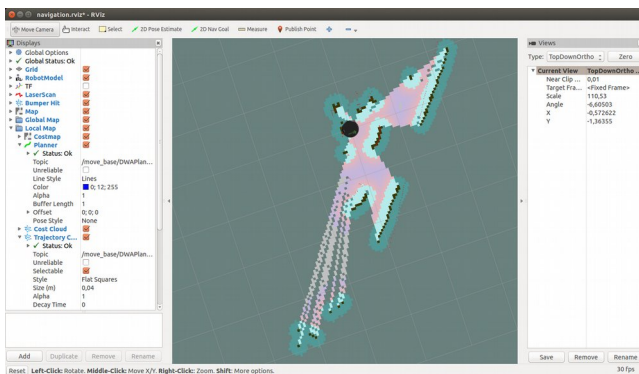 navigation.rviz* - RViz
Move Camera Interact Select 2D Pose Estimate 2D Nav Goal Measure Publish Point
Displays
Global Options
Global Status: Ok
Grid
RobotModel
TF
LaserScan
Bumper Hit
Map
Global Map
Local Map
Costmap
Planner
Status: Ok
Topic /move_base/DWAPlan...
Unreliable
Line Style Lines
Color 0; 12; 255
Alpha 1
Buffer Length 1
Offset 0; 0; 0
Pose Style None
Cost Cloud
Trajectory C...
Status: Ok
Topic /move_base/DWAPlan...
Unreliable
Selectable
Style Flat Squares
Size (m) 0,04
Alpha 1
Decay Time 0
Add Duplicate Remove Rename
Views
Type: TopDownOrtho Zero
Current View TopDownOrtho ...
Near Clip ... 0,01
Target Fra... <Fixed Frame>
Scale 110,53
Angle -6,60503
X -0,572622
Y -1,36355
Save Remove Rename
Reset Left-Click: Rotate. Middle-Click: Move X/Y. Right-Click:: Zoom. Shift: More options. 30 fps